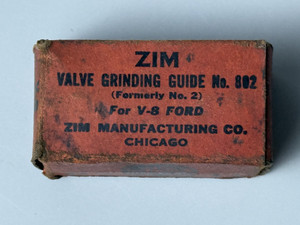 ZIM
VALVE GRINDING GUIDE No. 802
(Formerly No. 2)
For V-8 FORD
ZIM MANUFACTURING CO.
CHICAGO